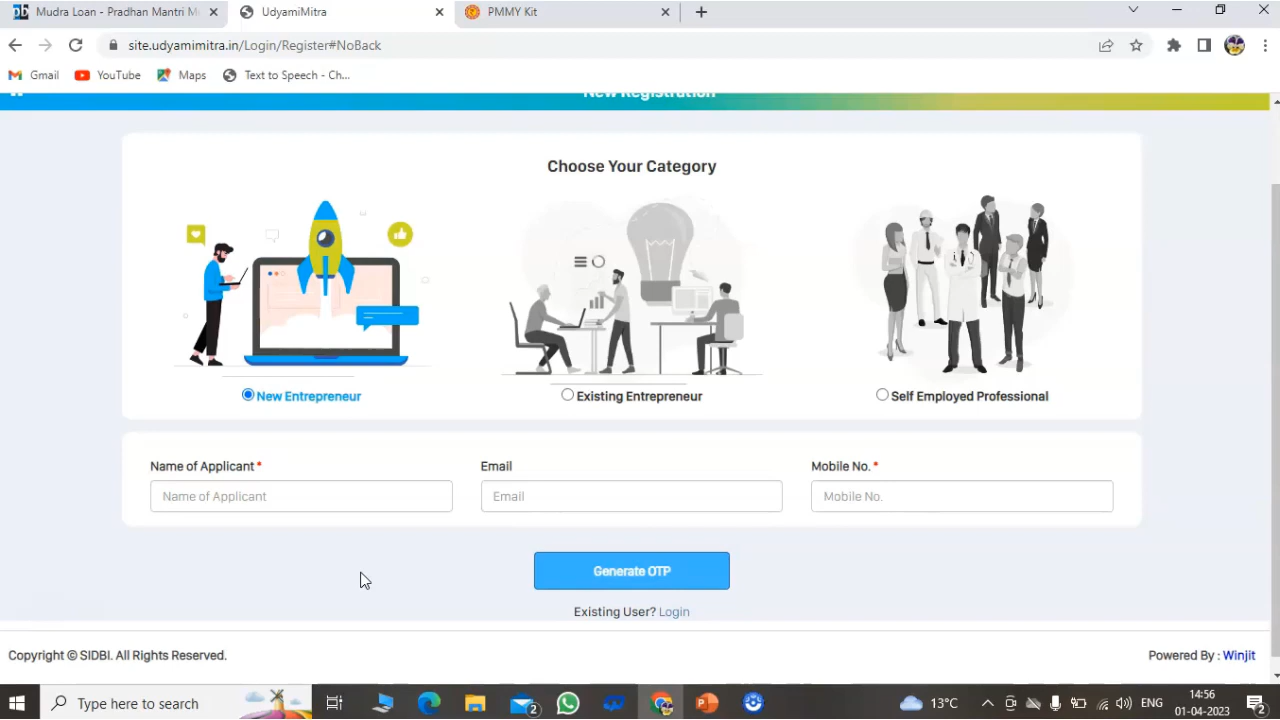 Mudra Loan - Pradhan Mantri M
UdyamiMitra
PMMY Kit
site.udyamimitra.in/Login/Register#NoBack
Gmail
YouTube
Maps
Text to Speech - Ch...
New Registration
Choose Your Category
New Entrepreneur
Existing Entrepreneur
Self Employed Professional
Name of Applicant *
Email
Mobile No. *
Name of Applicant
Email
Mobile No.
Generate OTP
Existing User? Login
Copyright © SIDBI. All Rights Reserved.
Powered By : Winjit
Type here to search
2
13°C
ENG
14:56
01-04-2023
2